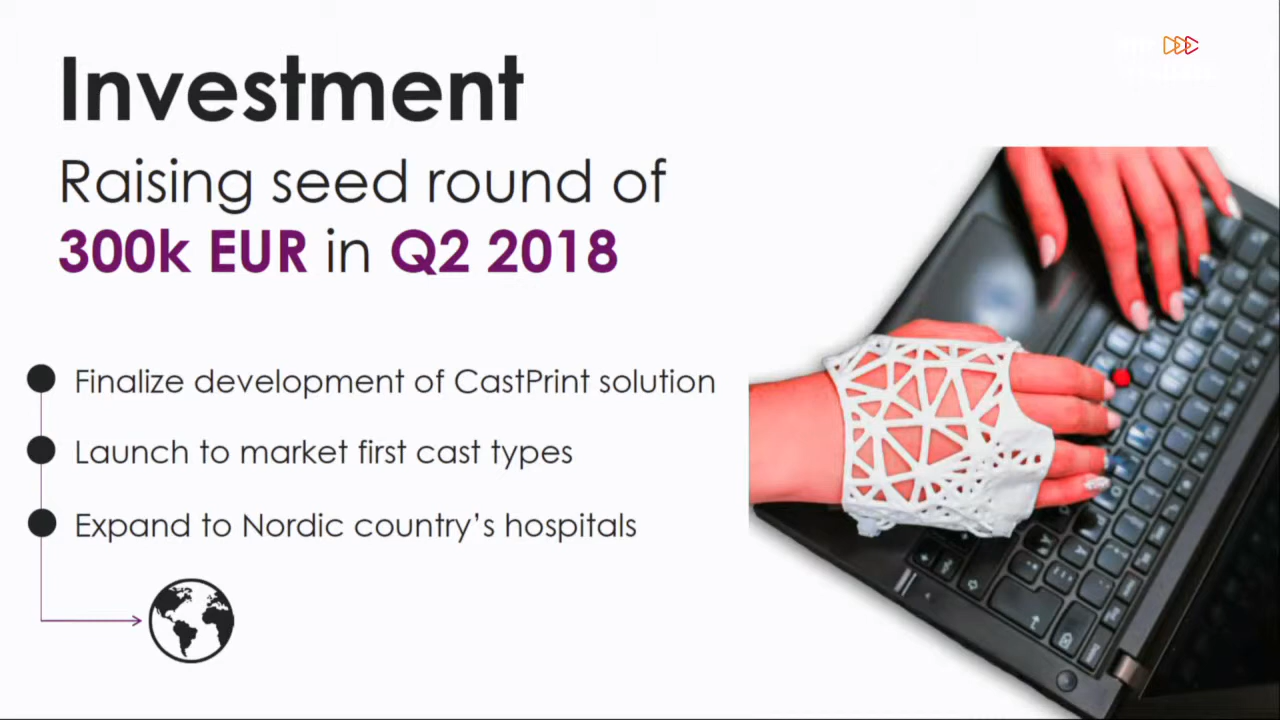 Investment
Raising seed round of
300k EUR in Q2 2018
Finalize development of CastPrint solution
Launch to market first cast types
Expand to Nordic country's hospitals